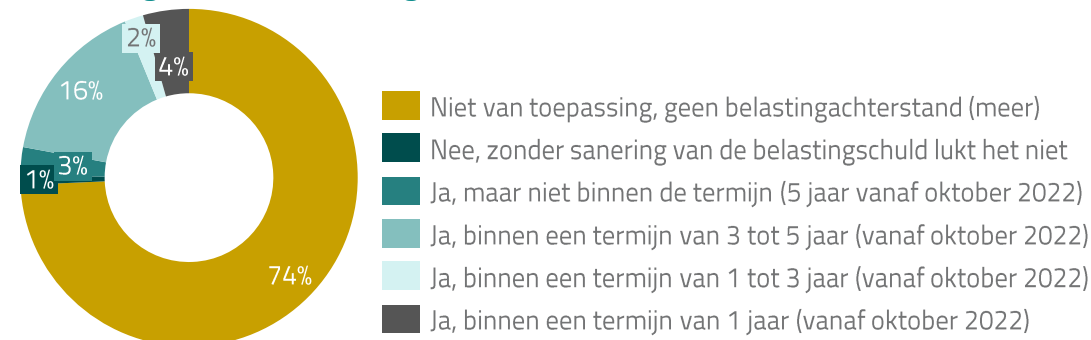 2%
4%
16%
3%
1%
74%
Niet van toepassing, geen belastingachterstand (meer)
Nee, zonder sanering van de belastingschuld lukt het niet
Ja, maar niet binnen de termijn (5 jaar vanaf oktober 2022)
Ja, binnen een termijn van 3 tot 5 jaar (vanaf oktober 2022)
Ja, binnen een termijn van 1 tot 3 jaar (vanaf oktober 2022)
Ja, binnen een termijn van 1 jaar (vanaf oktober 2022)